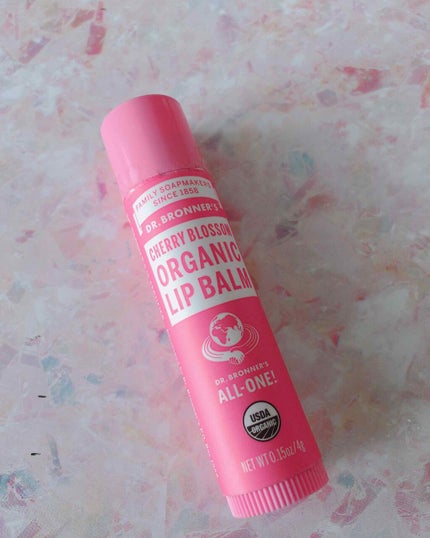 FAMILY SOAPMAKERS
SINCE 1858
DR. BRONNER'S
CHERRY BLOSSOM
ORGANIC
LIP BALM
DR. BRONNER'S
ALL-ONE!
USDA
ORGANIC
NET WT 0.15oz/4g